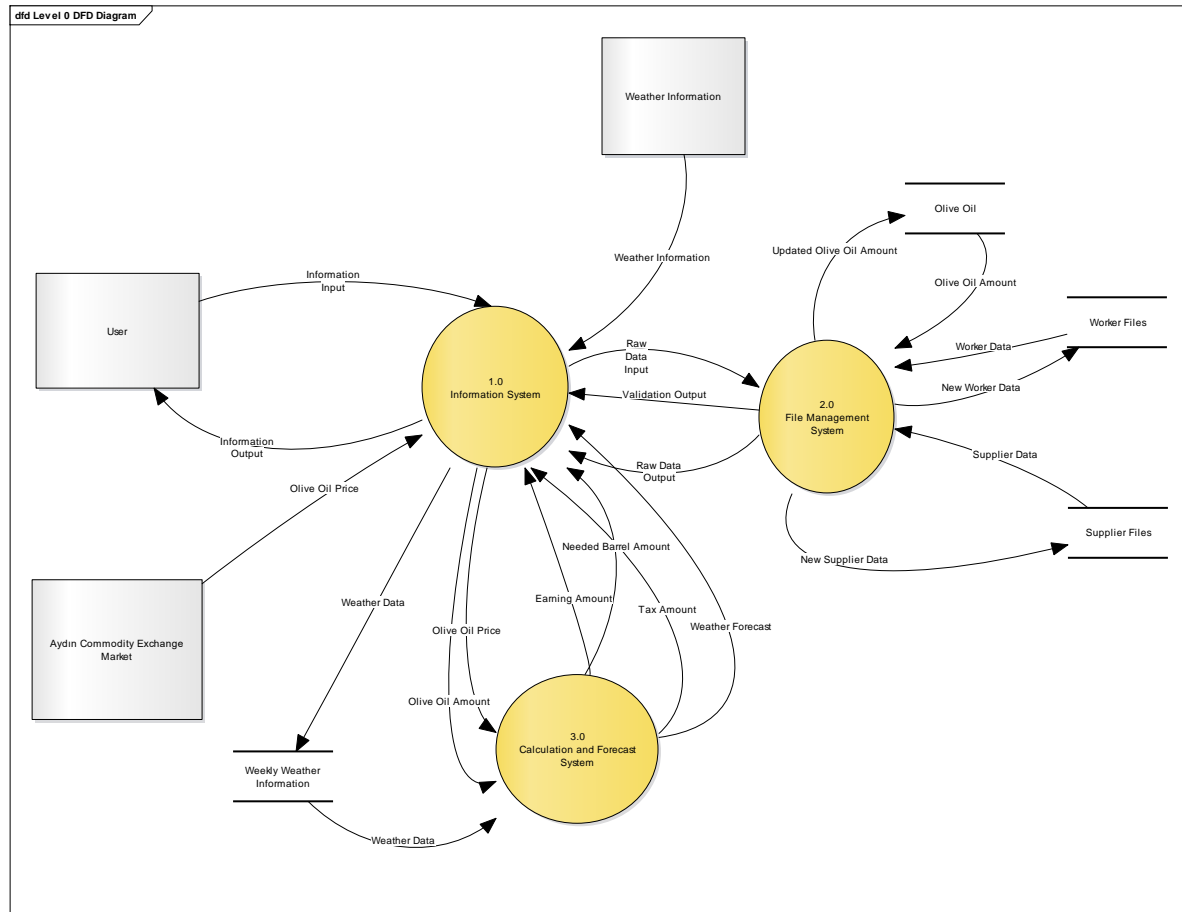 dfd Level 0 DFD Diagram
Weather Information
Olive Oil
Updated Olive Oil Amount
Weather Information
Olive Oil Amount
Information
Input
User
Worker Files
Worker Data
Raw
Data
Input
1.0
Information System
New Worker Data
Validation Output
2.0
File Management
System
Information
Output
Supplier Data
Raw Data
Output
Olive Oil Price
Supplier Files
Needed Barrel Amount
New Supplier Data
Earning Amount
Weather Data
Tax Amount
Weather Forecast
Olive Oil Price
Aydın Commodity Exchange
Market
Olive Oil Amount
3.0
Calculation and Forecast
System
Weekly Weather
Information
Weather Data